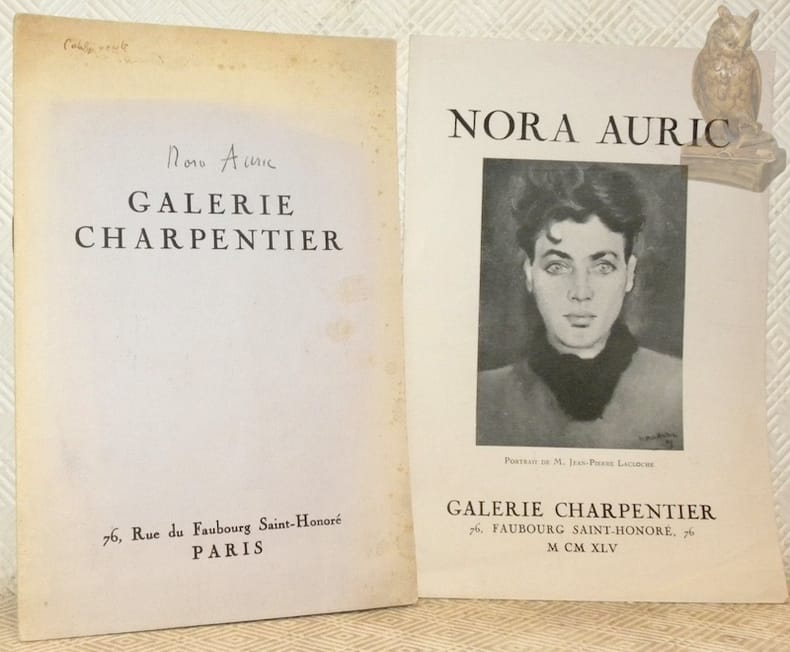 Nora Auric
GALERIE
CHARPENTIER
76, Rue du Faubourg Saint-Honoré
PARIS
NORA AURIC
PORTRAIT DE M. JEAN-PIERRE LACLOCHE
GALERIE CHARPENTIER
76, FAUBOURG SAINT-HONORÉ, 76
M CM XLV